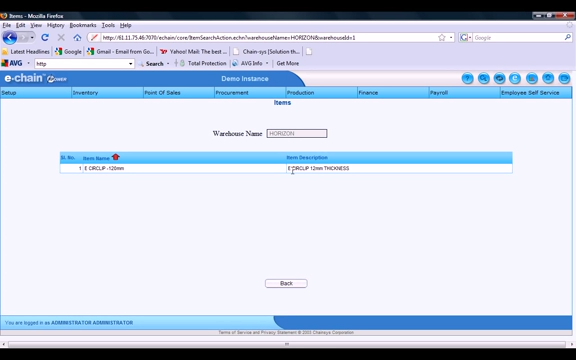 Items - Mozilla Firefox
File Edit View History Bookmarks Tools Help
http://61.11.75.46:7070/echain/core/ItemSearchAction.echn?warehouseName=HORIZON&warehouseId=1
Google
Latest Headlines Google Gmail - Email from Go... Yahoo! Mail: The best ... Chain-sys [Solution th...
AVG http Search Total Protection AVG Info Get More
e-chain POWER Demo Instance
Setup Inventory Point Of Sales Procurement Production Finance Payroll Employee Self Service
Items
Warehouse Name HORIZON
Sl. No. Item Name Item Description
1 E CIRCLIP -120mm E CIRCLIP 12mm THICKNESS
Back
You are logged in as ADMINISTRATOR ADMINISTRATOR
Terms of Service and Privacy Statement © 2003 Chainsys Corporation